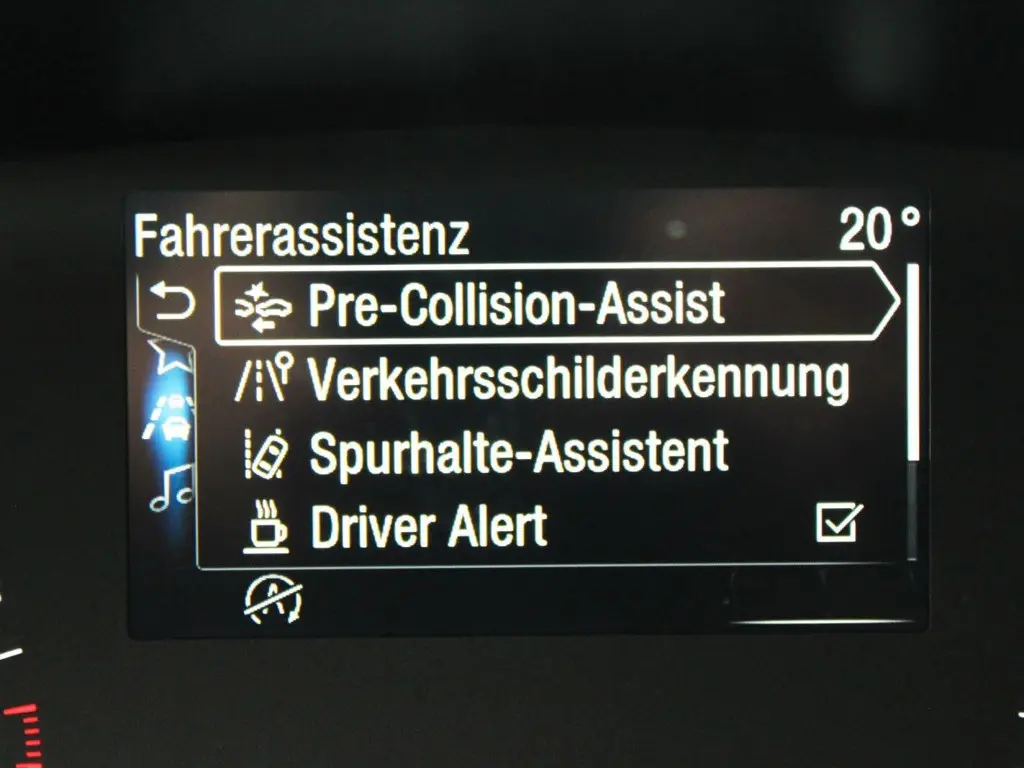 Fahrerassistenz 20°
Pre-Collision-Assist
Verkehrsschilderkennung
Spurhalte-Assistent
Driver Alert